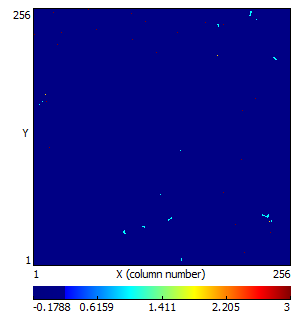 256
Y
1
1 X (column number) 256
-0.1788 0.6159 1.411 2.205 3